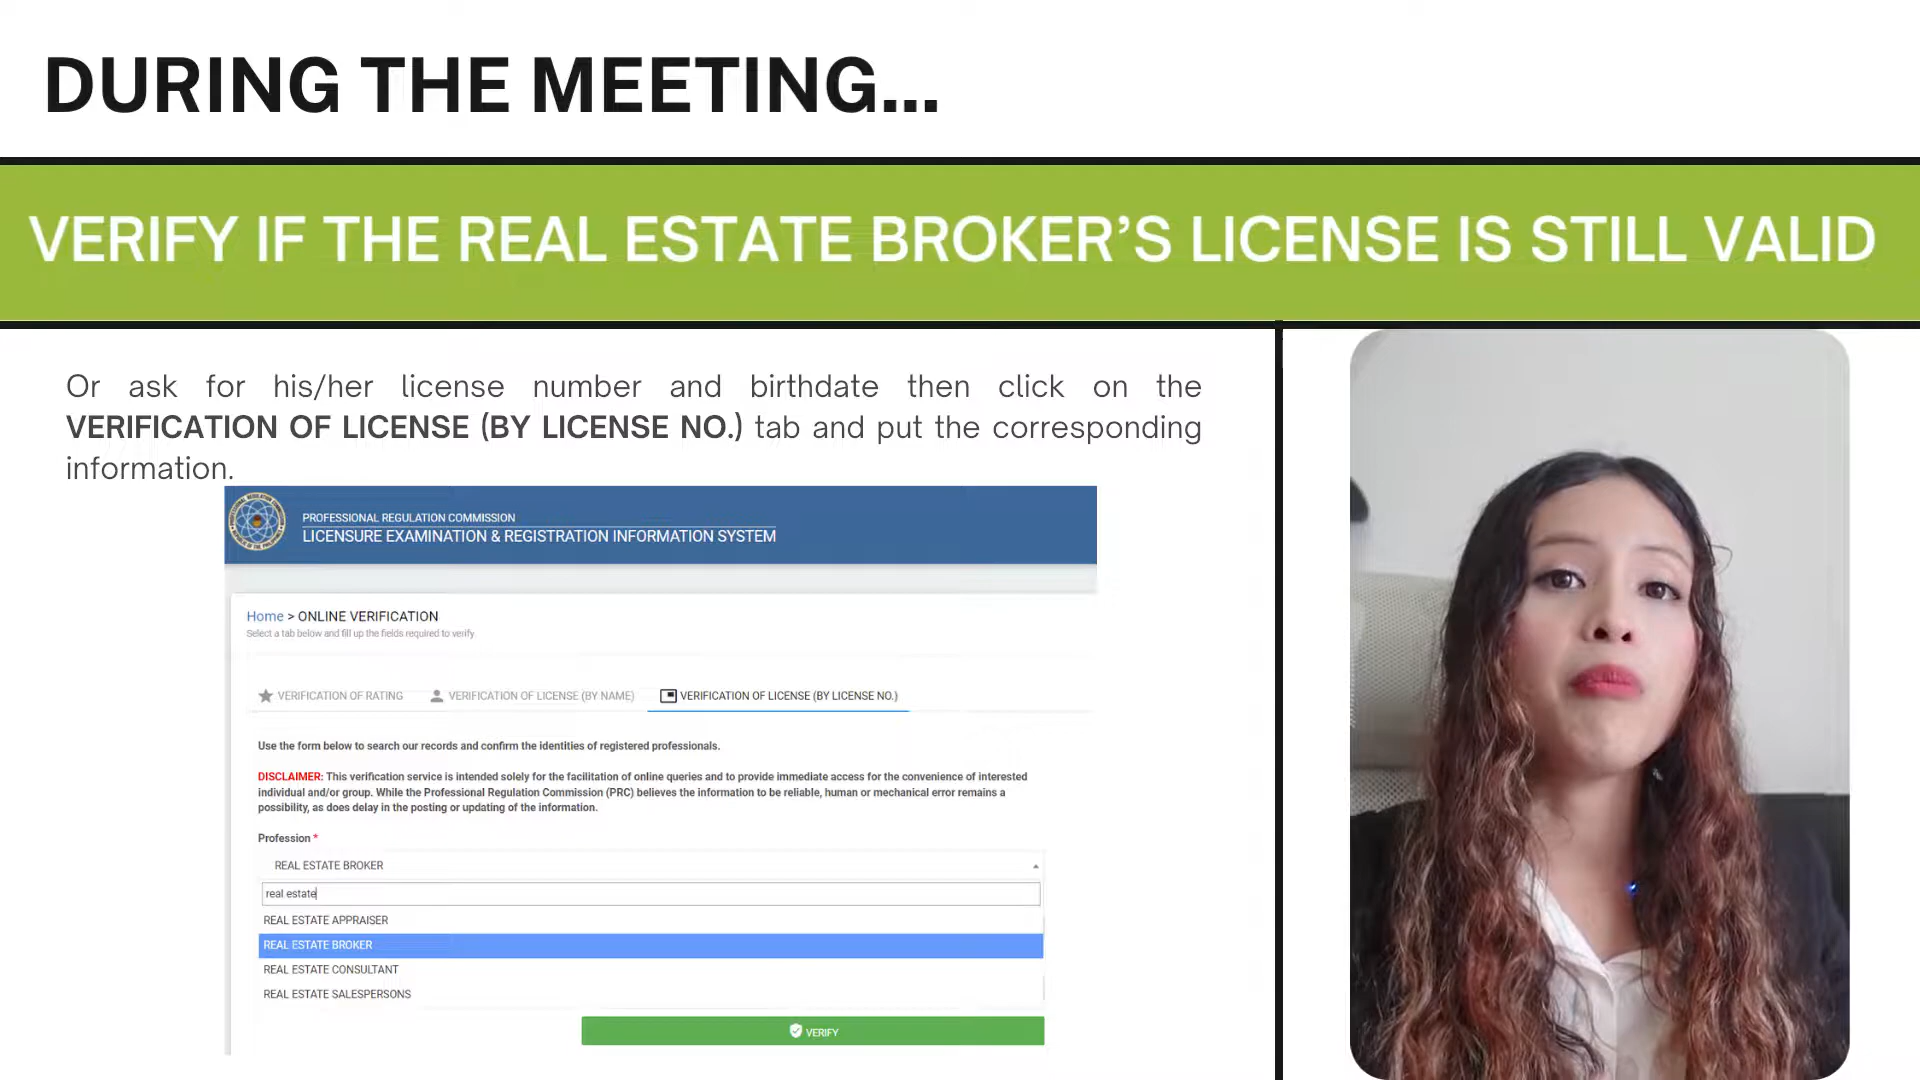 DURING THE MEETING...
VERIFY IF THE REAL ESTATE BROKER’S LICENSE IS STILL VALID
Or ask for his/her license number and birthdate then click on the
VERIFICATION OF LICENSE (BY LICENSE NO.) tab and put the corresponding
information.
PROFESSIONAL REGULATION COMMISSION
LICENSURE EXAMINATION & REGISTRATION INFORMATION SYSTEM
Home > ONLINE VERIFICATION
Select a tab below and fill up the fields required to verify
VERIFICATION OF RATING VERIFICATION OF LICENSE (BY NAME) VERIFICATION OF LICENSE (BY LICENSE NO.)
Use the form below to search our records and confirm the identities of registered professionals.
DISCLAIMER: This verification service is intended solely for the facilitation of online queries and to provide immediate access for the convenience of interested
individual and/or group. While the Professional Regulation Commission (PRC) believes the information to be reliable, human or mechanical error remains a
possibility, as does delay in the posting or updating of the information.
Profession *
REAL ESTATE BROKER
real estate
REAL ESTATE APPRAISER
REAL ESTATE BROKER
REAL ESTATE CONSULTANT
REAL ESTATE SALESPERSONS
VERIFY